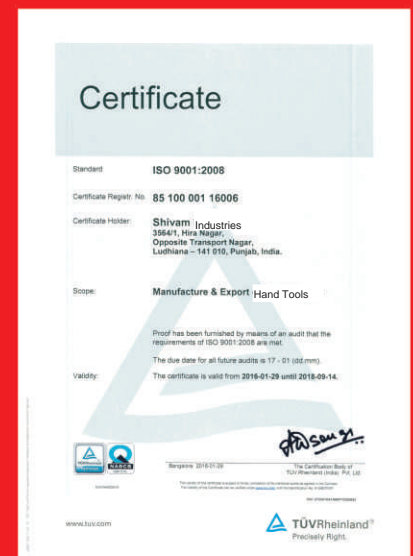 Certificate
Standard ISO 9001:2008
Certificate Registr. No. 85 100 001 16006
Certificate Holder: Shivam Industries
3564/1, Hira Nagar,
Opposite Transport Nagar,
Ludhiana – 141 010, Punjab, India.
Scope: Manufacture & Export Hand Tools
Proof has been furnished by means of an audit that the
requirements of ISO 9001:2008 are met.
The due date for all future audits is 17 - 01 (dd.mm).
Validity: The certificate is valid from 2016-01-29 until 2018-09-14.
Bangalore 2016-01-29
The Certification Body of
TÜV Rheinland (India) Pvt. Ltd.
NABCB
www.tuv.com
TÜVRheinland®
Precisely Right.